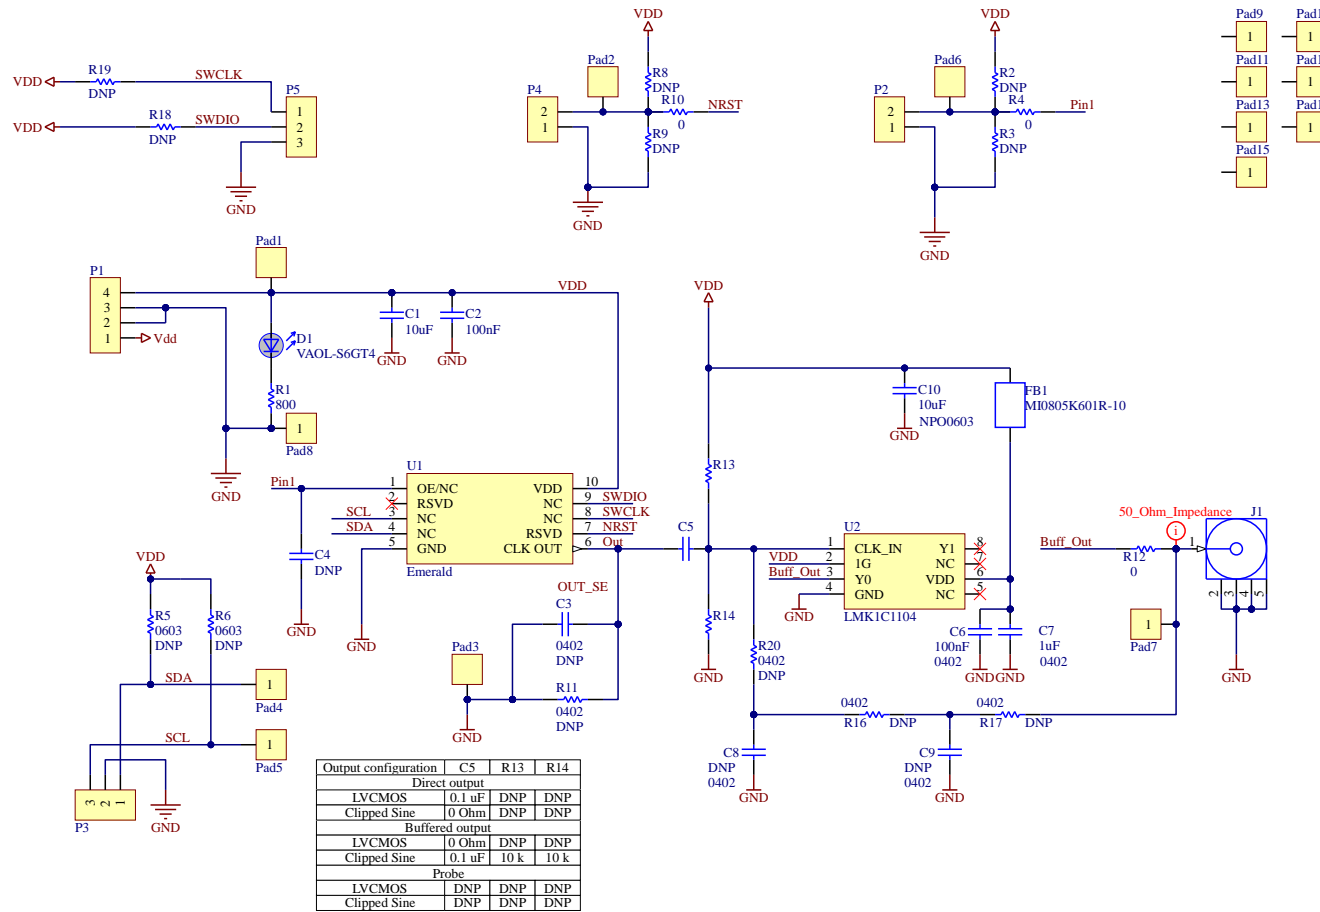 VDD
R19
DNP
SWCLK
VDD
R18
DNP
SWDIO
P5
1
2
3
GND
VDD
Pad2
R8
DNP
P4
2
1
R10
0
NRST
R9
DNP
GND
VDD
Pad6
R2
DNP
P2
2
1
R4
0
Pin1
R3
DNP
GND
Pad9
1
1
Pad11
1
1
Pad13
1
1
Pad15
1
P1
4
3
2
1
Vdd
Pad1
VDD
D1
VAOL-S6GT4
R1
800
1
Pad8
GND
C1
10uF
GND
C2
100nF
GND
U1
Pin1
1 OE/NC VDD 10
2 RSVD NC 9 SWDIO
SCL 3 NC NC 8 SWCLK
SDA 4 NC RSVD 7 NRST
5 GND CLK OUT 6 Out
Emerald
C4
DNP
GND
GND
VDD
R5
0603
DNP
R6
0603
DNP
SDA
1
Pad4
SCL
1
Pad5
3 2 1
P3
GND
OUT_SE
C3
0402
DNP
Pad3
R11
0402
DNP
GND
VDD
C10
10uF
NPO0603
GND
FB1
MI0805K601R-10
R13
C5
R14
GND
U2
1 CLK_IN Y1 8
VDD 2 1G NC 7
Buff_Out 3 Y0 VDD 6
4 GND NC 5
LMK1C1104
GND
C6
100nF
0402
GND
C7
1uF
0402
GND
R20
0402
DNP
0402
R16 DNP
0402
R17 DNP
C8
DNP
0402
GND
C9
DNP
0402
GND
50_Ohm_Impedance
i
J1
Buff_Out
R12
0
1
2 3 4 5
1
Pad7
GND
Output configuration C5 R13 R14
Direct output
LVCMOS 0.1 uF DNP DNP
Clipped Sine 0 Ohm DNP DNP
Buffered output
LVCMOS 0 Ohm DNP DNP
Clipped Sine 0.1 uF 10 k 10 k
Probe
LVCMOS DNP DNP DNP
Clipped Sine DNP DNP DNP